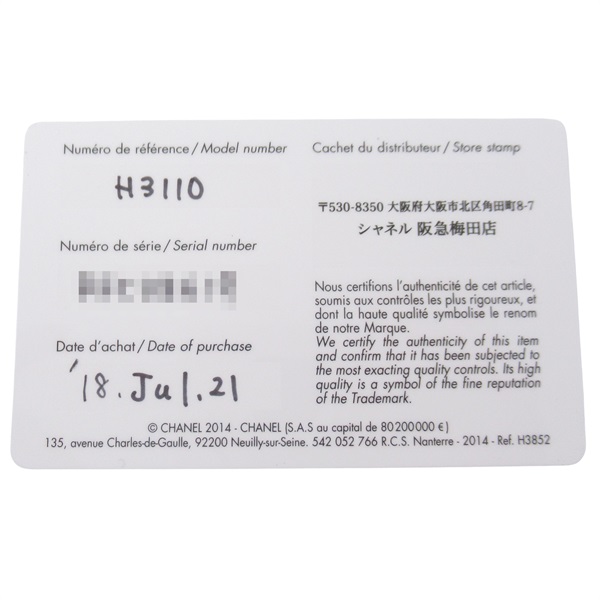 Numéro de référence / Model number
H3110
Numéro de série / Serial number
Date d'achat / Date of purchase
'18. Jul. 21
Cachet du distributeur / Store stamp
〒530-8350 大阪府大阪市北区角田町8-7
シャネル 阪急梅田店
Nous certifions l'authenticité de cet article,
soumis aux contrôles les plus rigoureux, et
dont la haute qualité symbolise le renom
de notre Marque.
We certify the authenticity of this item
and confirm that it has been subjected to
the most exacting quality controls. Its high
quality is a symbol of the fine reputation
of the Trademark.
© CHANEL 2014 - CHANEL (S.A.S au capital de 80200000 €)
135, avenue Charles-de-Gaulle, 92200 Neuilly-sur-Seine. 542 052 766 R.C.S. Nanterre - 2014 - Ref. H3852